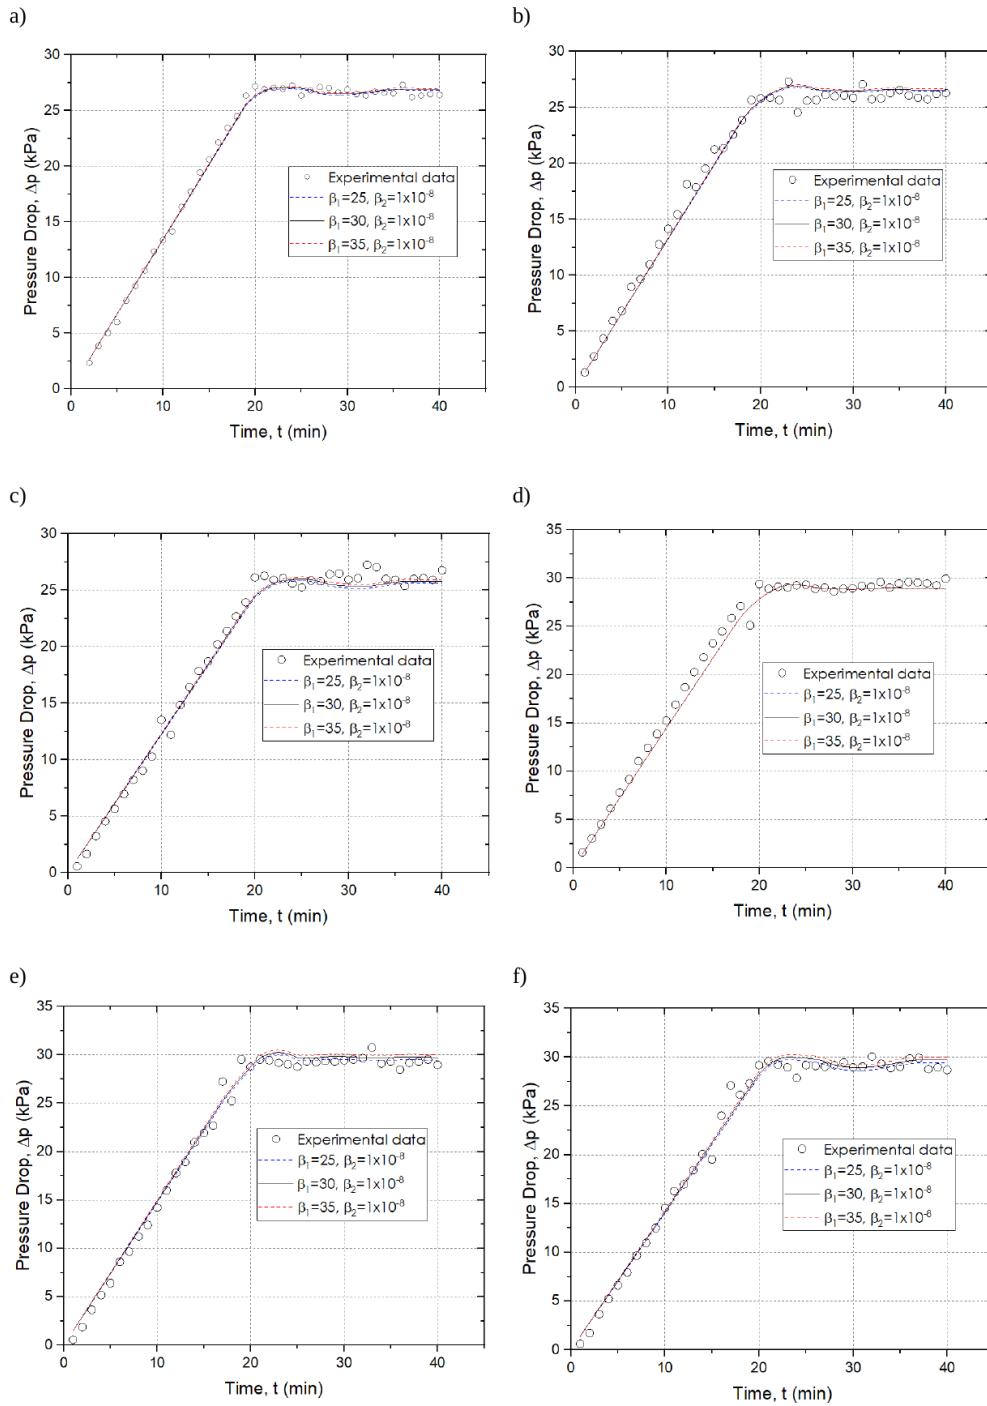 a)
30
25
20
15
10
5
0
Pressure Drop, Δp (kPa)
Experimental data
β₁=25, β₂=1x10⁻⁸
β₁=30, β₂=1x10⁻⁸
β₁=35, β₂=1x10⁻⁸
0 10 20 30 40
Time, t (min)
b)
30
25
20
15
10
5
0
Pressure Drop, Δp (kPa)
Experimental data
β₁=25, β₂=1x10⁻⁸
β₁=30, β₂=1x10⁻⁸
β₁=35, β₂=1x10⁻⁸
0 10 20 30 40
Time, t (min)
c)
30
25
20
15
10
5
0
Pressure Drop, Δp (kPa)
Experimental data
β₁=25, β₂=1x10⁻⁸
β₁=30, β₂=1x10⁻⁸
β₁=35, β₂=1x10⁻⁸
0 10 20 30 40
Time, t (min)
d)
35
30
25
20
15
10
5
0
Pressure Drop, Δp (kPa)
Experimental data
β₁=25, β₂=1x10⁻⁸
β₁=30, β₂=1x10⁻⁸
β₁=35, β₂=1x10⁻⁸
0 10 20 30 40
Time, t (min)
e)
35
30
25
20
15
10
5
0
Pressure Drop, Δp (kPa)
Experimental data
β₁=25, β₂=1x10⁻⁸
β₁=30, β₂=1x10⁻⁸
β₁=35, β₂=1x10⁻⁸
0 10 20 30 40
Time, t (min)
f)
35
30
25
20
15
10
5
0
Pressure Drop, Δp (kPa)
Experimental data
β₁=25, β₂=1x10⁻⁸
β₁=30, β₂=1x10⁻⁸
β₁=35, β₂=1x10⁻⁸
0 10 20 30 40
Time, t (min)